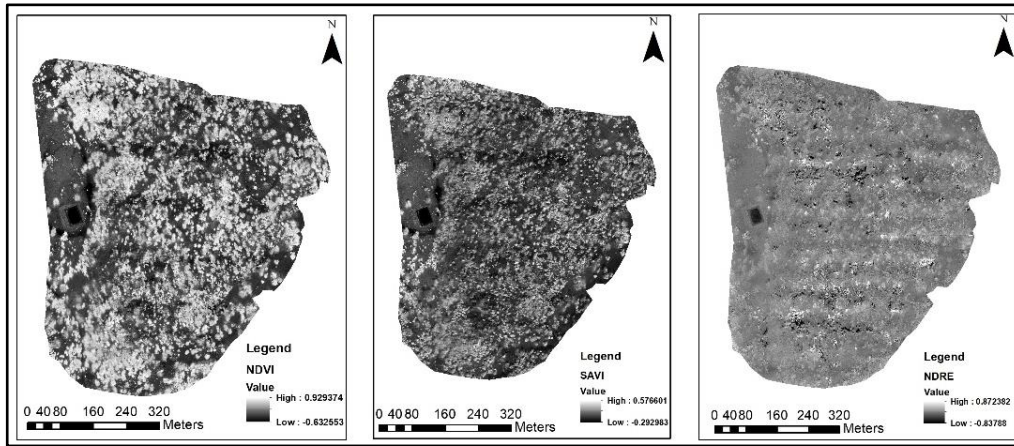 N
Legend
NDVI
Value
High : 0.929374
Low : -0.632553
0 40 80 160 240 320
Meters
N
Legend
SAVI
Value
High : 0.576601
Low : -0.292983
0 40 80 160 240 320
Meters
N
Legend
NDRE
Value
High : 0.872382
Low : -0.83788
0 40 80 160 240 320
Meters